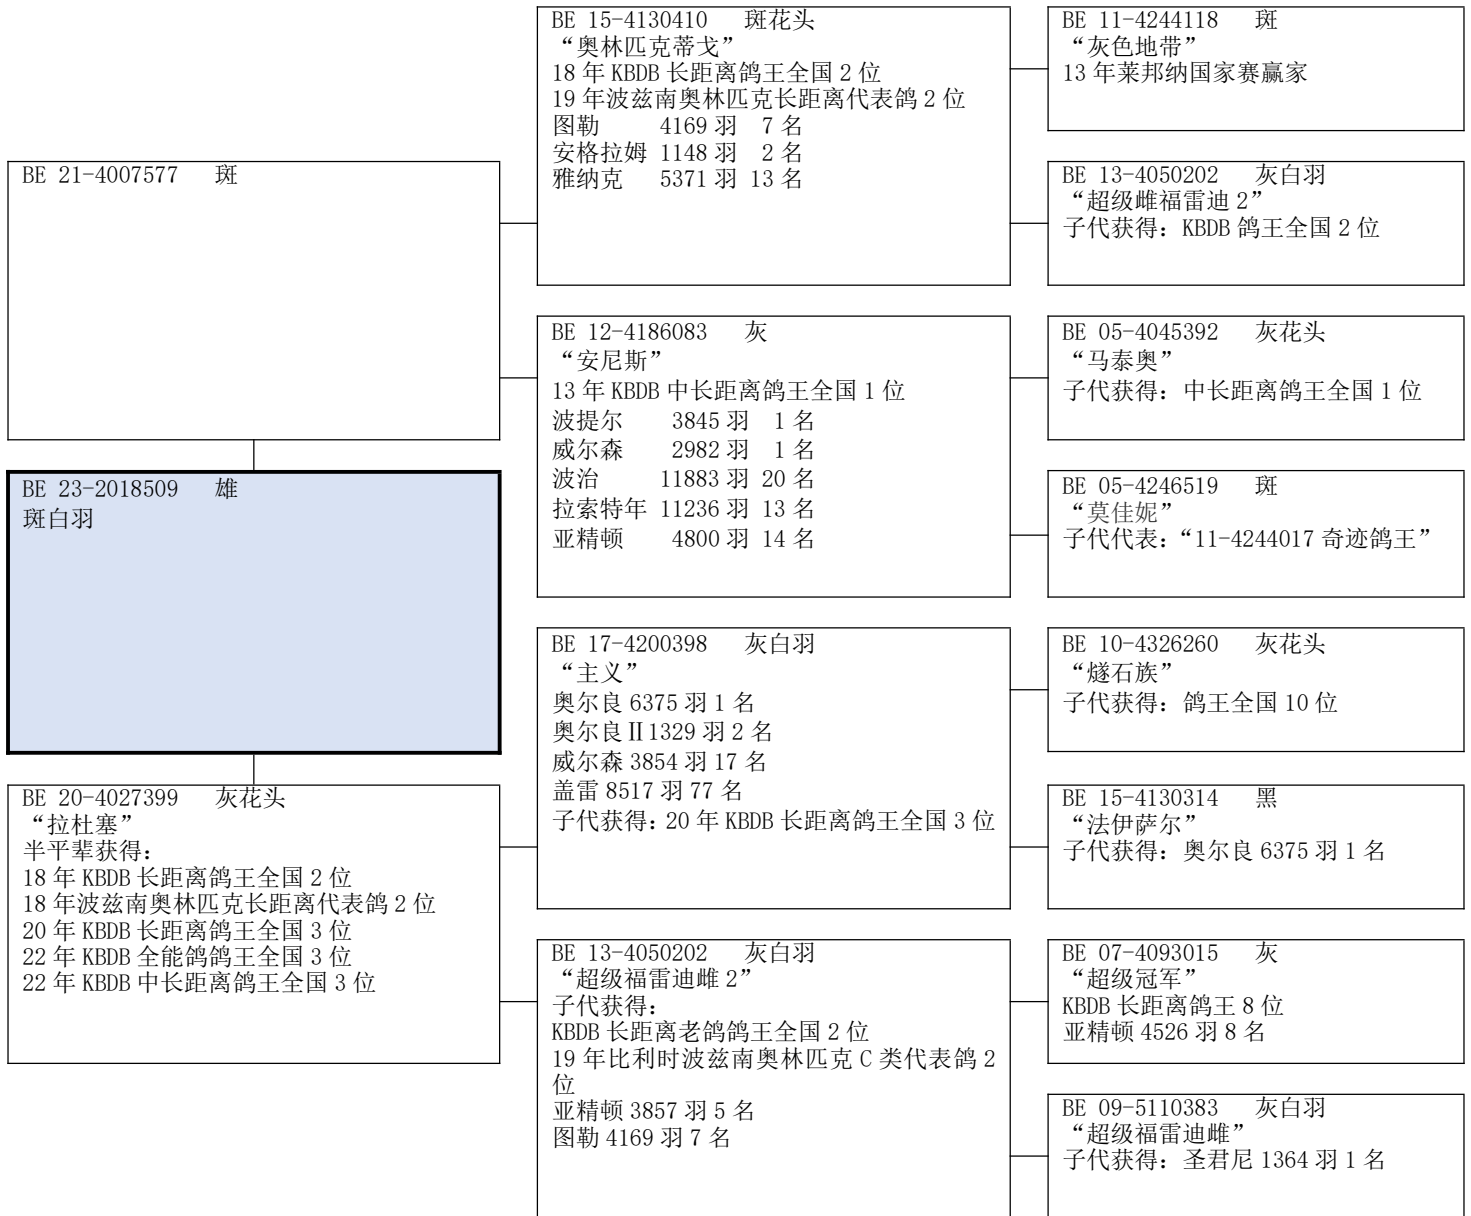 BE 21-4007577 斑
BE 23-2018509 雄
斑白羽
BE 20-4027399 灰花头
“拉杜塞”
半平辈获得：
18 年 KBDB 长距离鸽王全国 2 位
18 年波兹南奥林匹克长距离代表鸽 2 位
20 年 KBDB 长距离鸽王全国 3 位
22 年 KBDB 全能鸽鸽王全国 3 位
22 年 KBDB 中长距离鸽王全国 3 位
BE 15-4130410 斑花头
“奥林匹克蒂戈”
18 年 KBDB 长距离鸽王全国 2 位
19 年波兹南奥林匹克长距离代表鸽 2 位
图勒 4169 羽 7 名
安格拉姆 1148 羽 2 名
雅纳克 5371 羽 13 名
BE 12-4186083 灰
“安尼斯”
13 年 KBDB 中长距离鸽王全国 1 位
波提尔 3845 羽 1 名
威尔森 2982 羽 1 名
波治 11883 羽 20 名
拉索特年 11236 羽 13 名
亚精顿 4800 羽 14 名
BE 17-4200398 灰白羽
“主义”
奥尔良 6375 羽 1 名
奥尔良Ⅱ1329 羽 2 名
威尔森 3854 羽 17 名
盖雷 8517 羽 77 名
子代获得：20 年 KBDB 长距离鸽王全国 3 位
BE 13-4050202 灰白羽
“超级福雷迪雌 2”
子代获得：
KBDB 长距离老鸽鸽王全国 2 位
19 年比利时波兹南奥林匹克 C 类代表鸽 2
位
亚精顿 3857 羽 5 名
图勒 4169 羽 7 名
BE 11-4244118 斑
“灰色地带”
13 年莱邦纳国家赛赢家
BE 13-4050202 灰白羽
“超级雌福雷迪 2”
子代获得：KBDB 鸽王全国 2 位
BE 05-4045392 灰花头
“马泰奥”
子代获得：中长距离鸽王全国 1 位
BE 05-4246519 斑
“莫佳妮”
子代代表：“11-4244017 奇迹鸽王”
BE 10-4326260 灰花头
“燧石族”
子代获得：鸽王全国 10 位
BE 15-4130314 黑
“法伊萨尔”
子代获得：奥尔良 6375 羽 1 名
BE 07-4093015 灰
“超级冠军”
KBDB 长距离鸽王 8 位
亚精顿 4526 羽 8 名
BE 09-5110383 灰白羽
“超级福雷迪雌”
子代获得：圣君尼 1364 羽 1 名